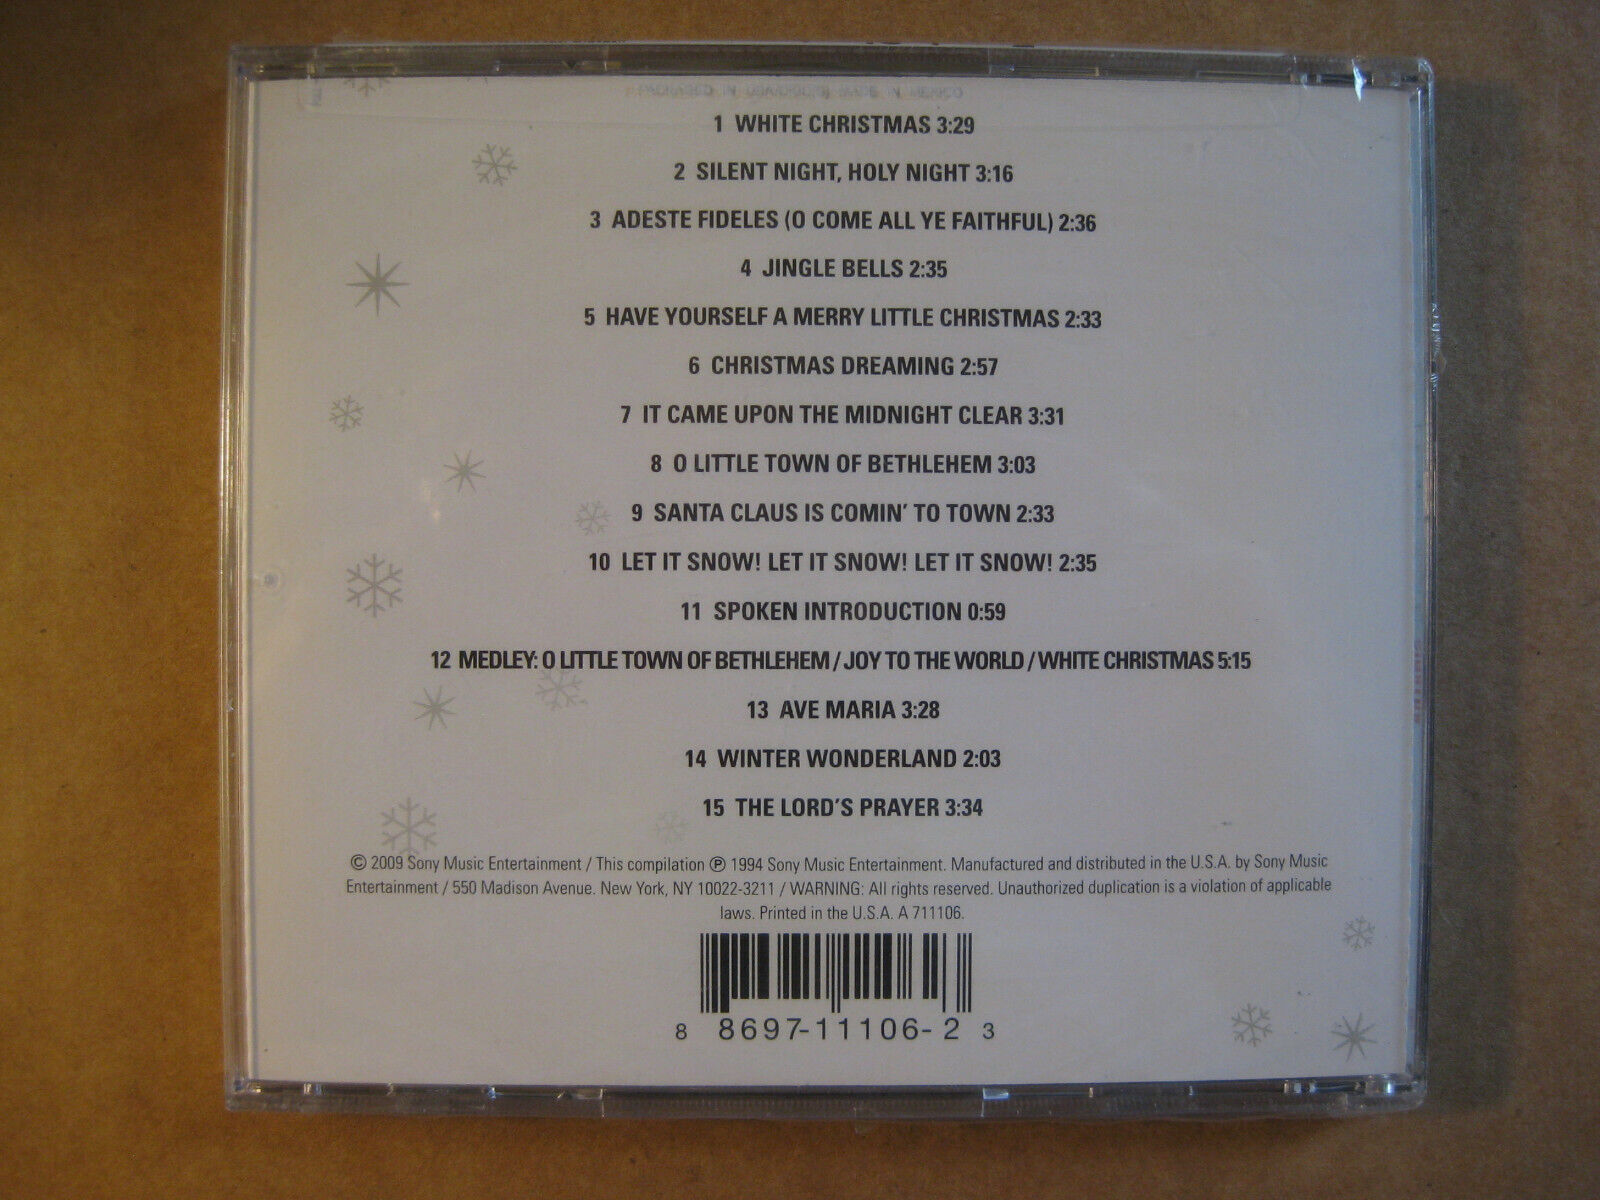 PACKAGED IN USA/DISC(S) MADE IN MEXICO
1 WHITE CHRISTMAS 3:29
2 SILENT NIGHT, HOLY NIGHT 3:16
3 ADESTE FIDELES (O COME ALL YE FAITHFUL) 2:36
4 JINGLE BELLS 2:35
5 HAVE YOURSELF A MERRY LITTLE CHRISTMAS 2:33
6 CHRISTMAS DREAMING 2:57
7 IT CAME UPON THE MIDNIGHT CLEAR 3:31
8 O LITTLE TOWN OF BETHLEHEM 3:03
9 SANTA CLAUS IS COMIN' TO TOWN 2:33
10 LET IT SNOW! LET IT SNOW! LET IT SNOW! 2:35
11 SPOKEN INTRODUCTION 0:59
12 MEDLEY: O LITTLE TOWN OF BETHLEHEM / JOY TO THE WORLD / WHITE CHRISTMAS 5:15
13 AVE MARIA 3:28
14 WINTER WONDERLAND 2:03
15 THE LORD'S PRAYER 3:34
© 2009 Sony Music Entertainment / This compilation ℗ 1994 Sony Music Entertainment. Manufactured and distributed in the U.S.A. by Sony Music
Entertainment / 550 Madison Avenue. New York, NY 10022-3211 / WARNING: All rights reserved. Unauthorized duplication is a violation of applicable
laws. Printed in the U.S.A. A 711106.
8 8697-11106-2 3